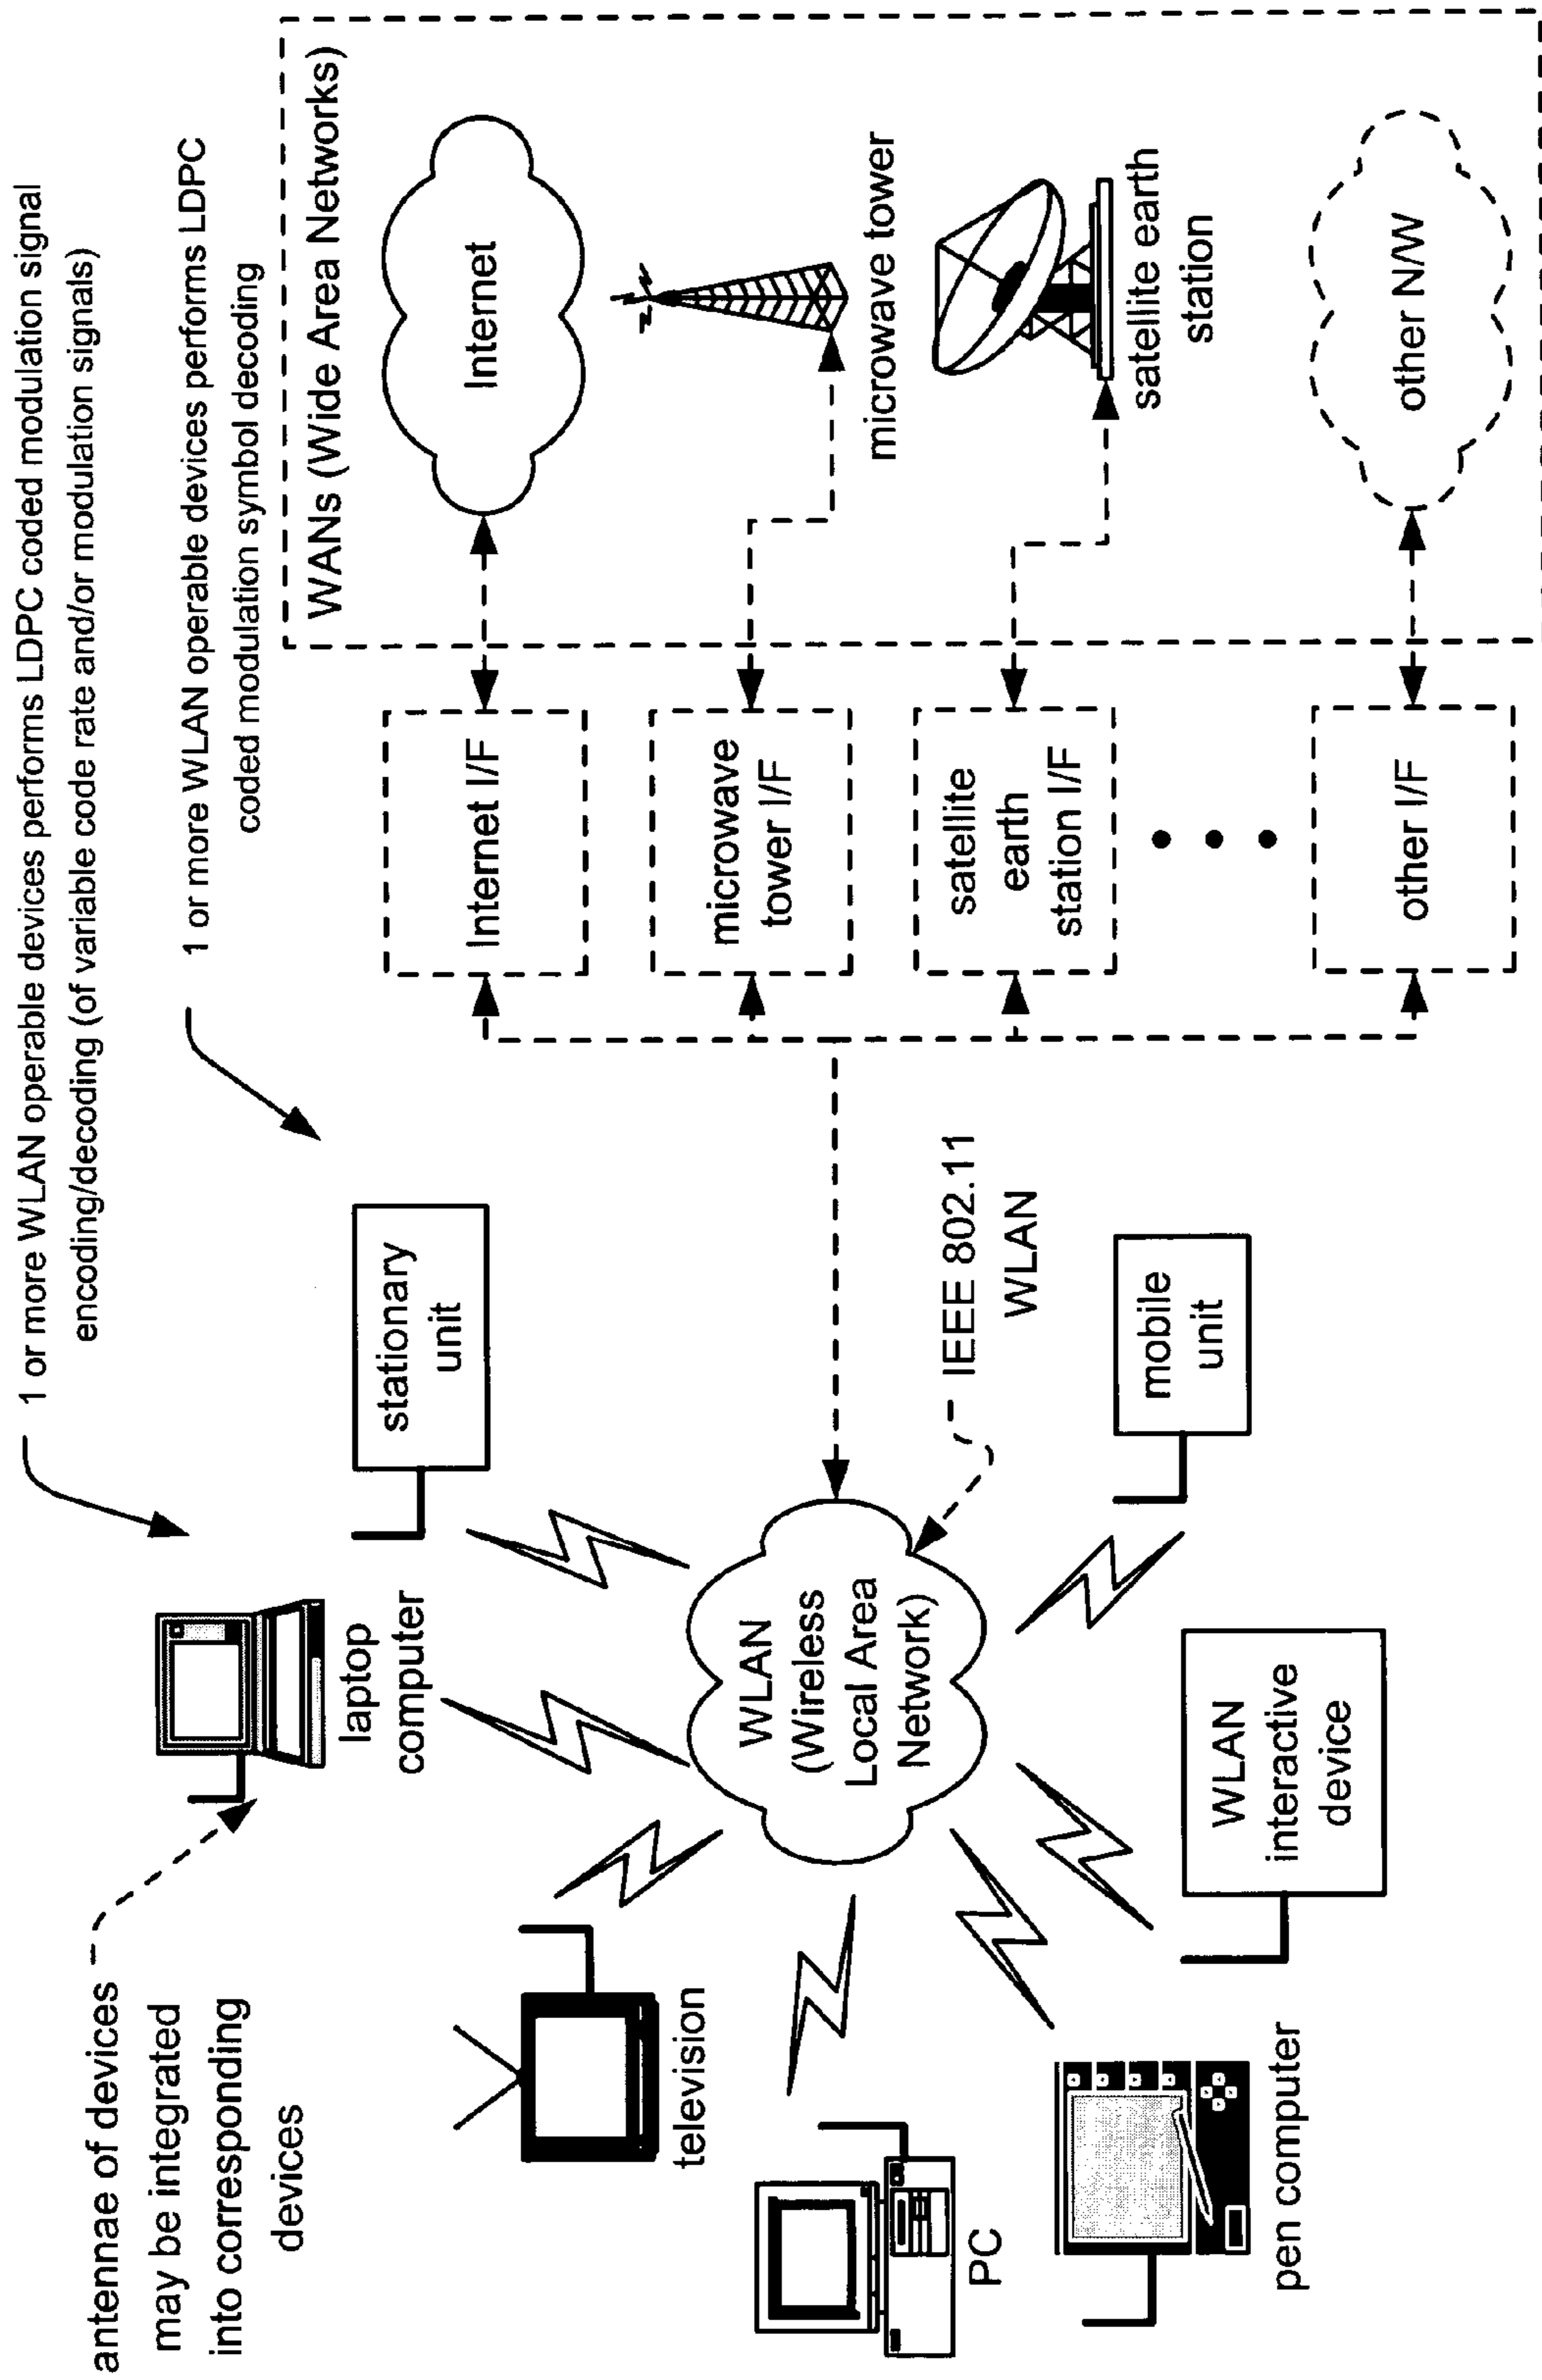 1 or more WLAN operable devices performs LDPC coded modulation signal
encoding/decoding (of variable code rate and/or modulation signals)
1 or more WLAN operable devices performs LDPC
coded modulation symbol decoding
antennae of devices
may be integrated
into corresponding
devices
laptop
computer
stationary
unit
television
PC
pen computer
WLAN
(Wireless
Local Area
Network)
IEEE 802.11
WLAN
WLAN
interactive
device
mobile
unit
Internet I/F
microwave
tower I/F
satellite
earth
station I/F
other I/F
WANs (Wide Area Networks)
Internet
microwave tower
satellite earth
station
other N/W